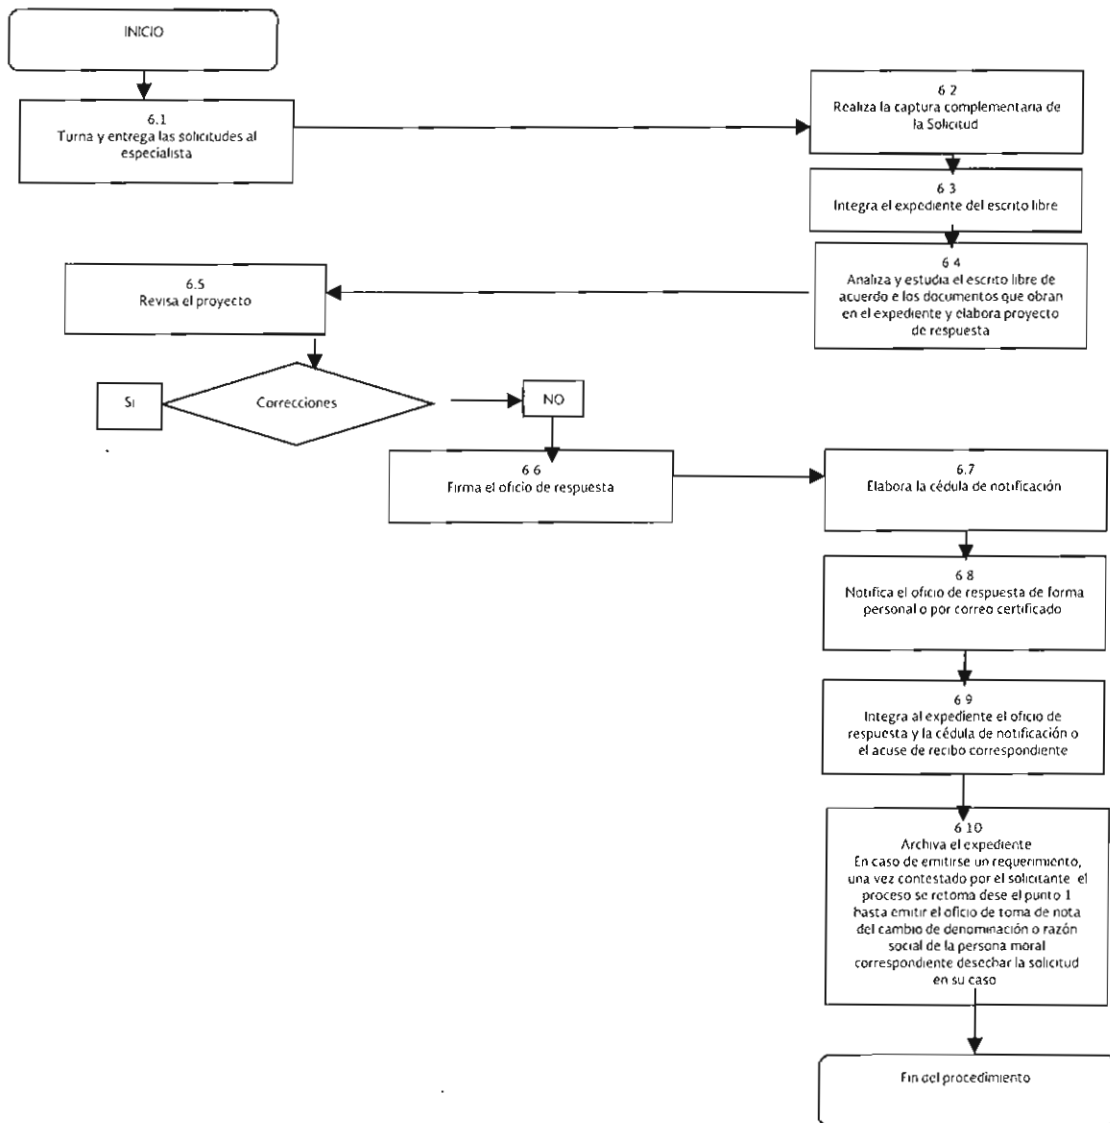 INICIO
6.1
Turna y entrega las solicitudes al
especialista
6 2
Realiza la captura complementaria de
la Solicitud
6 3
Integra el expediente del escrito libre
6 4
Analiza y estudia el escrito libre de
acuerdo e los documentos que obran
en el expediente y elabora proyecto
de respuesta
6.5
Revisa el proyecto
Si
Correcciones
NO
6 6
Firma el oficio de respuesta
6.7
Elabora la cédula de notificación
6 8
Notifica el oficio de respuesta de forma
personal o por correo certificado
6 9
Integra al expediente el oficio de
respuesta y la cédula de notificación o
el acuse de recibo correspondiente
6 10
Archiva el expediente
En caso de emitirse un requerimiento,
una vez contestado por el solicitante el
proceso se retoma dese el punto 1
hasta emitir el oficio de toma de nota
del cambio de denominación o razón
social de la persona moral
correspondiente desechar la solicitud
en su caso
Fin del procedimiento